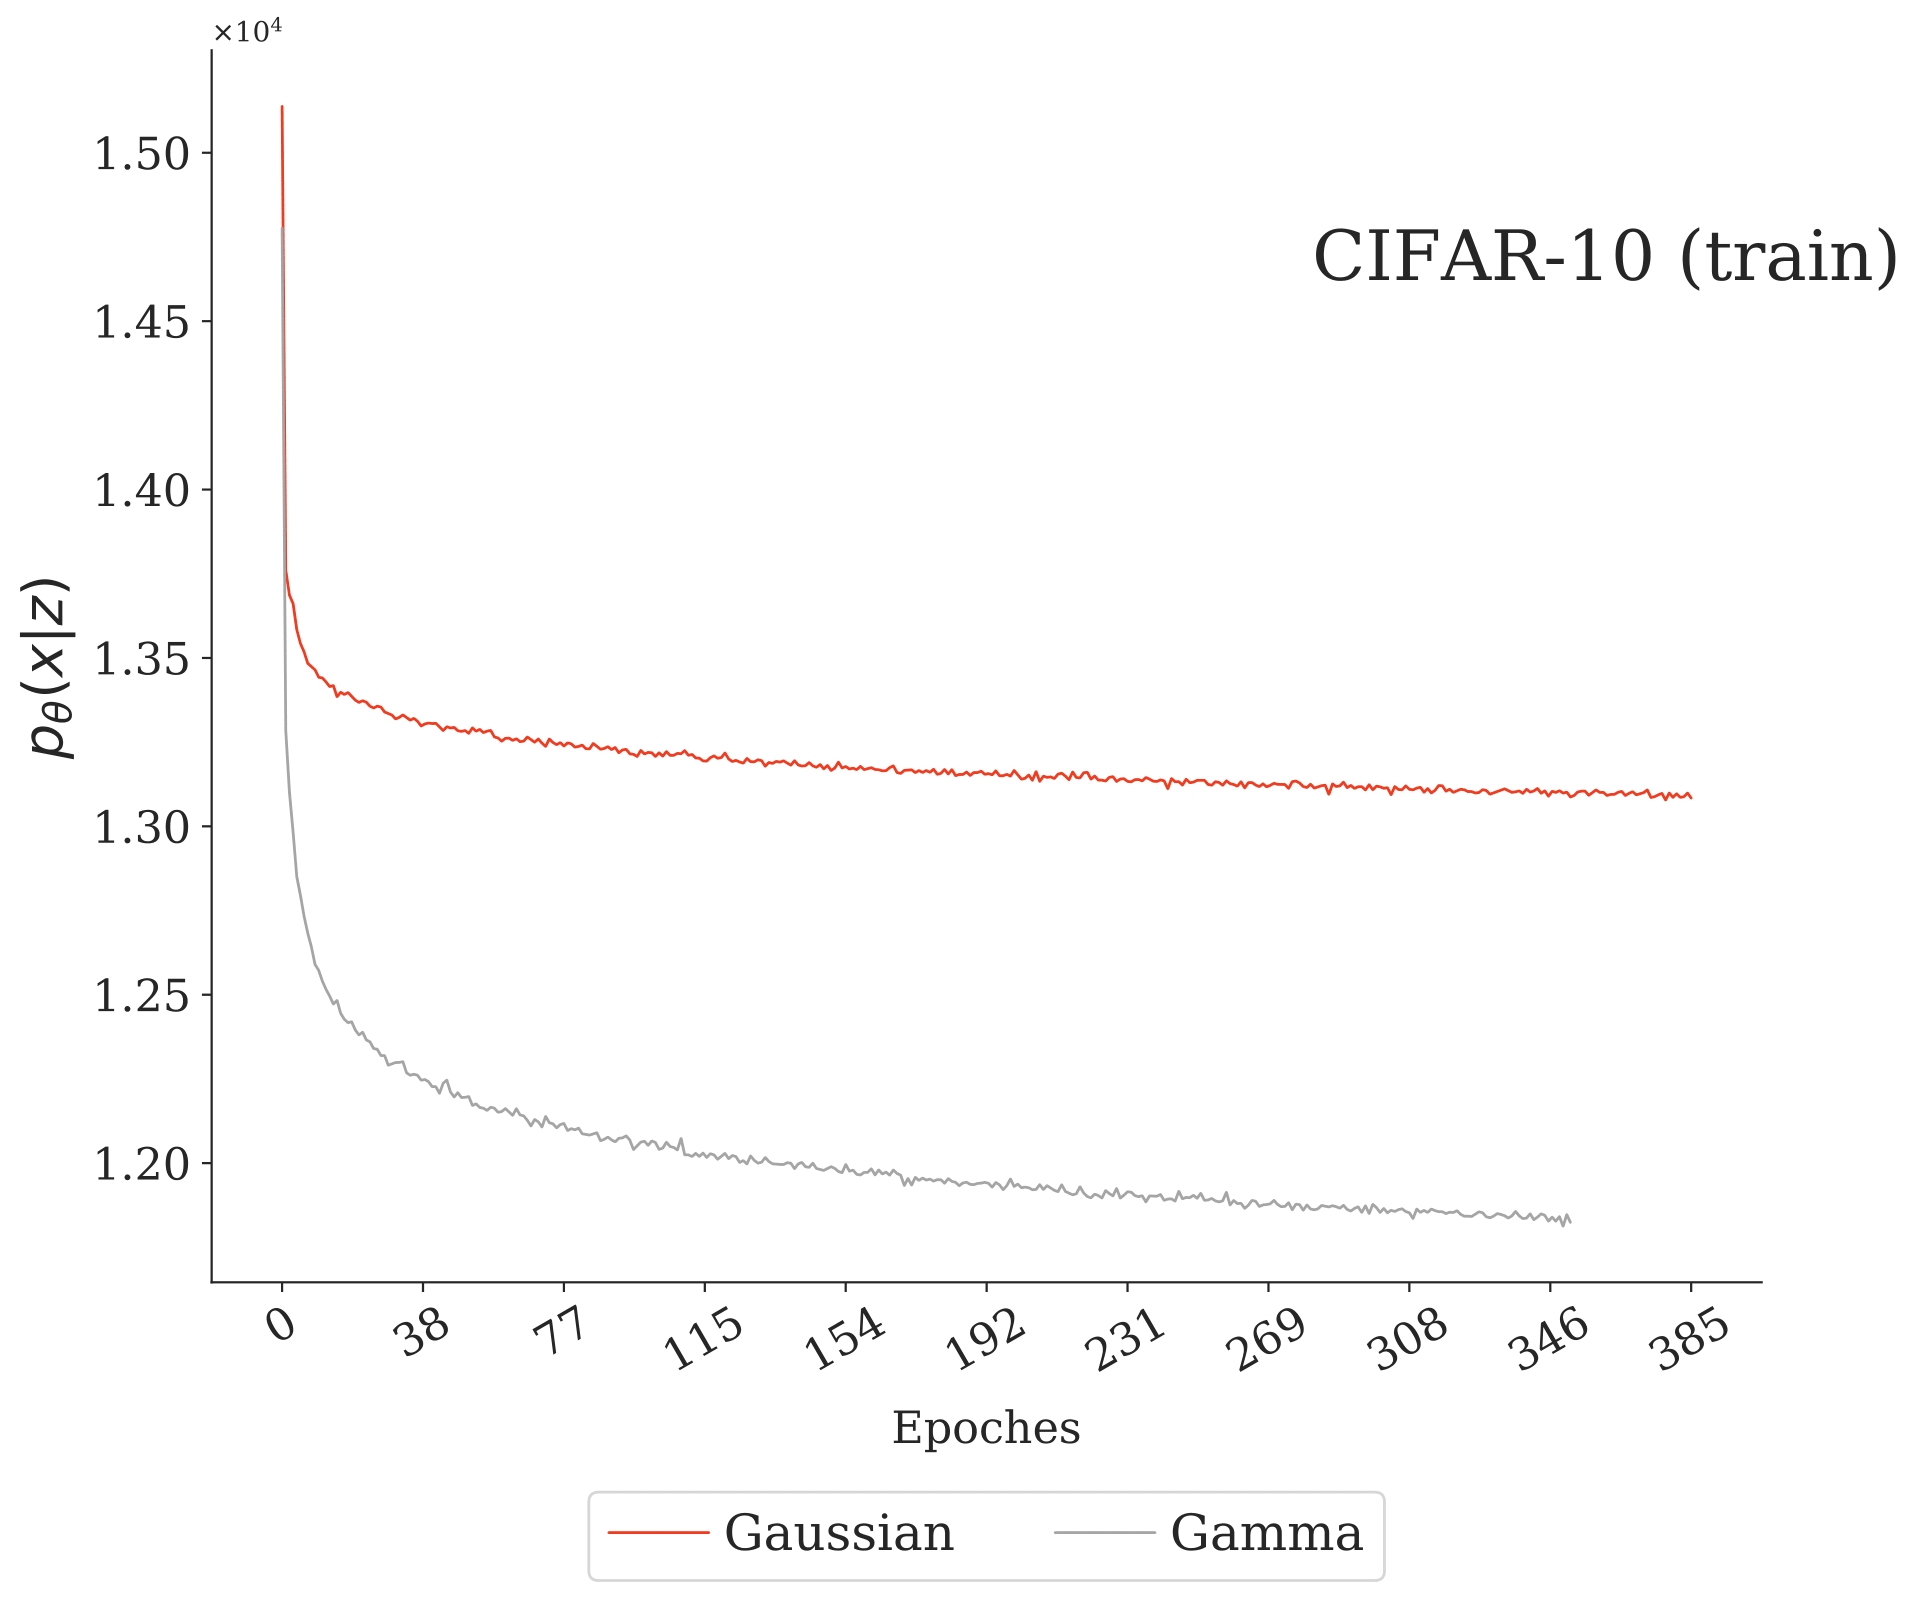 ×10⁴
1.50
CIFAR-10 (train)
1.45
1.40
1.35
pθ(x|z)
1.30
1.25
1.20
0 38 77 115 154 192 231 269 308 346 385
Epoches
Gaussian Gamma